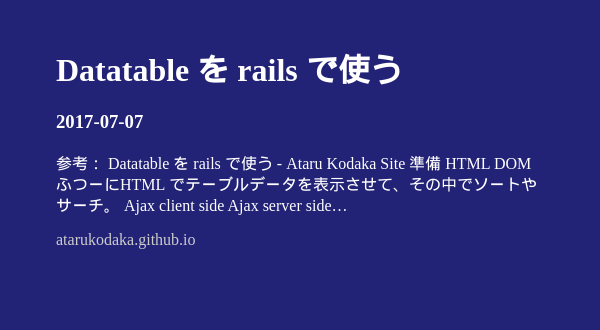 Datatable を rails で使う
2017-07-07
参考： Datatable を rails で使う - Ataru Kodaka Site 準備 HTML DOM
ふつーにHTML でテーブルデータを表示させて、その中でソートや
サーチ。 Ajax client side Ajax server side…
atarukodaka.github.io